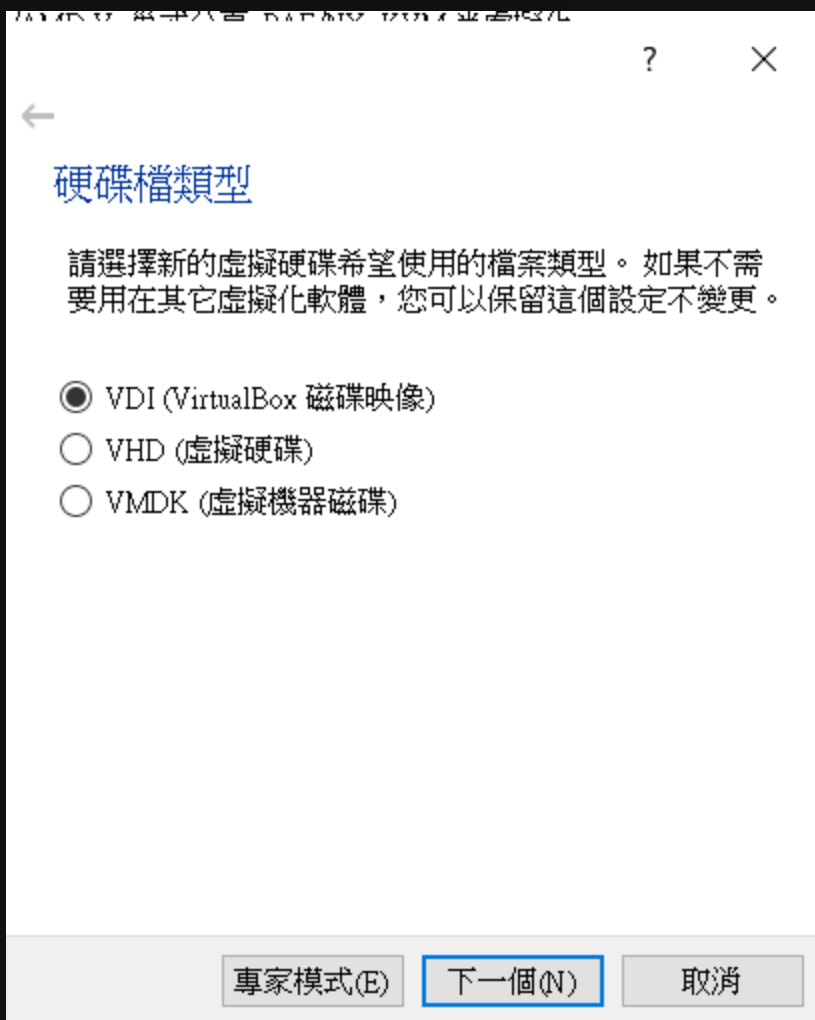 ?
硬碟檔類型
請選擇新的虛擬硬碟希望使用的檔案類型。 如果不需
要用在其它虛擬化軟體，您可以保留這個設定不變更。
VDI (VirtualBox 磁碟映像)
VHD (虛擬硬碟)
VMDK (虛擬機器磁碟)
專家模式(E)
下一個(N)
取消